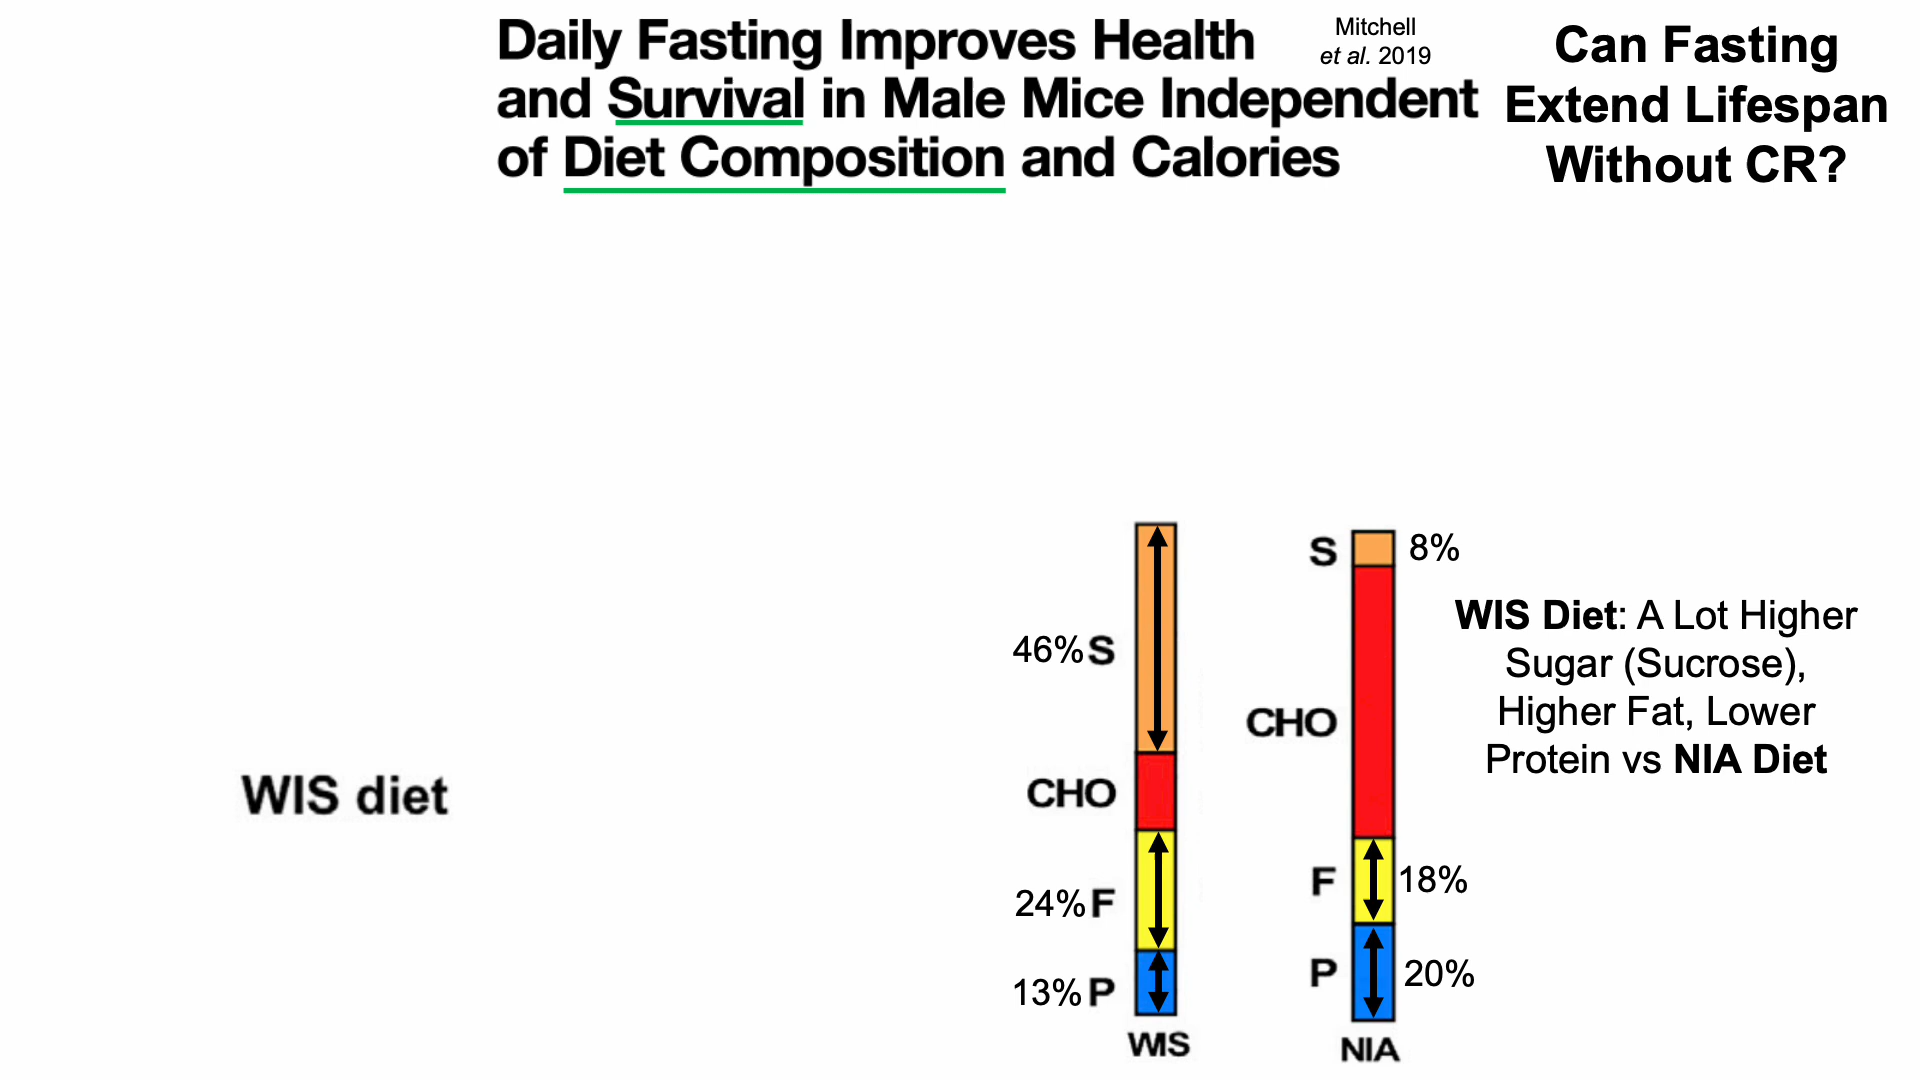 Daily Fasting Improves Health
and Survival in Male Mice Independent
of Diet Composition and Calories
Mitchell
et al. 2019
Can Fasting
Extend Lifespan
Without CR?
WIS diet
46% S
CHO
24% F
13% P
WIS
S 8%
CHO
F 18%
P 20%
NIA
WIS Diet: A Lot Higher
Sugar (Sucrose),
Higher Fat, Lower
Protein vs NIA Diet